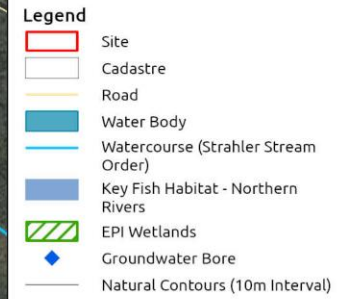 Legend
Site
Cadastre
Road
Water Body
Watercourse (Strahler Stream
Order)
Key Fish Habitat - Northern
Rivers
EPI Wetlands
Groundwater Bore
Natural Contours (10m Interval)